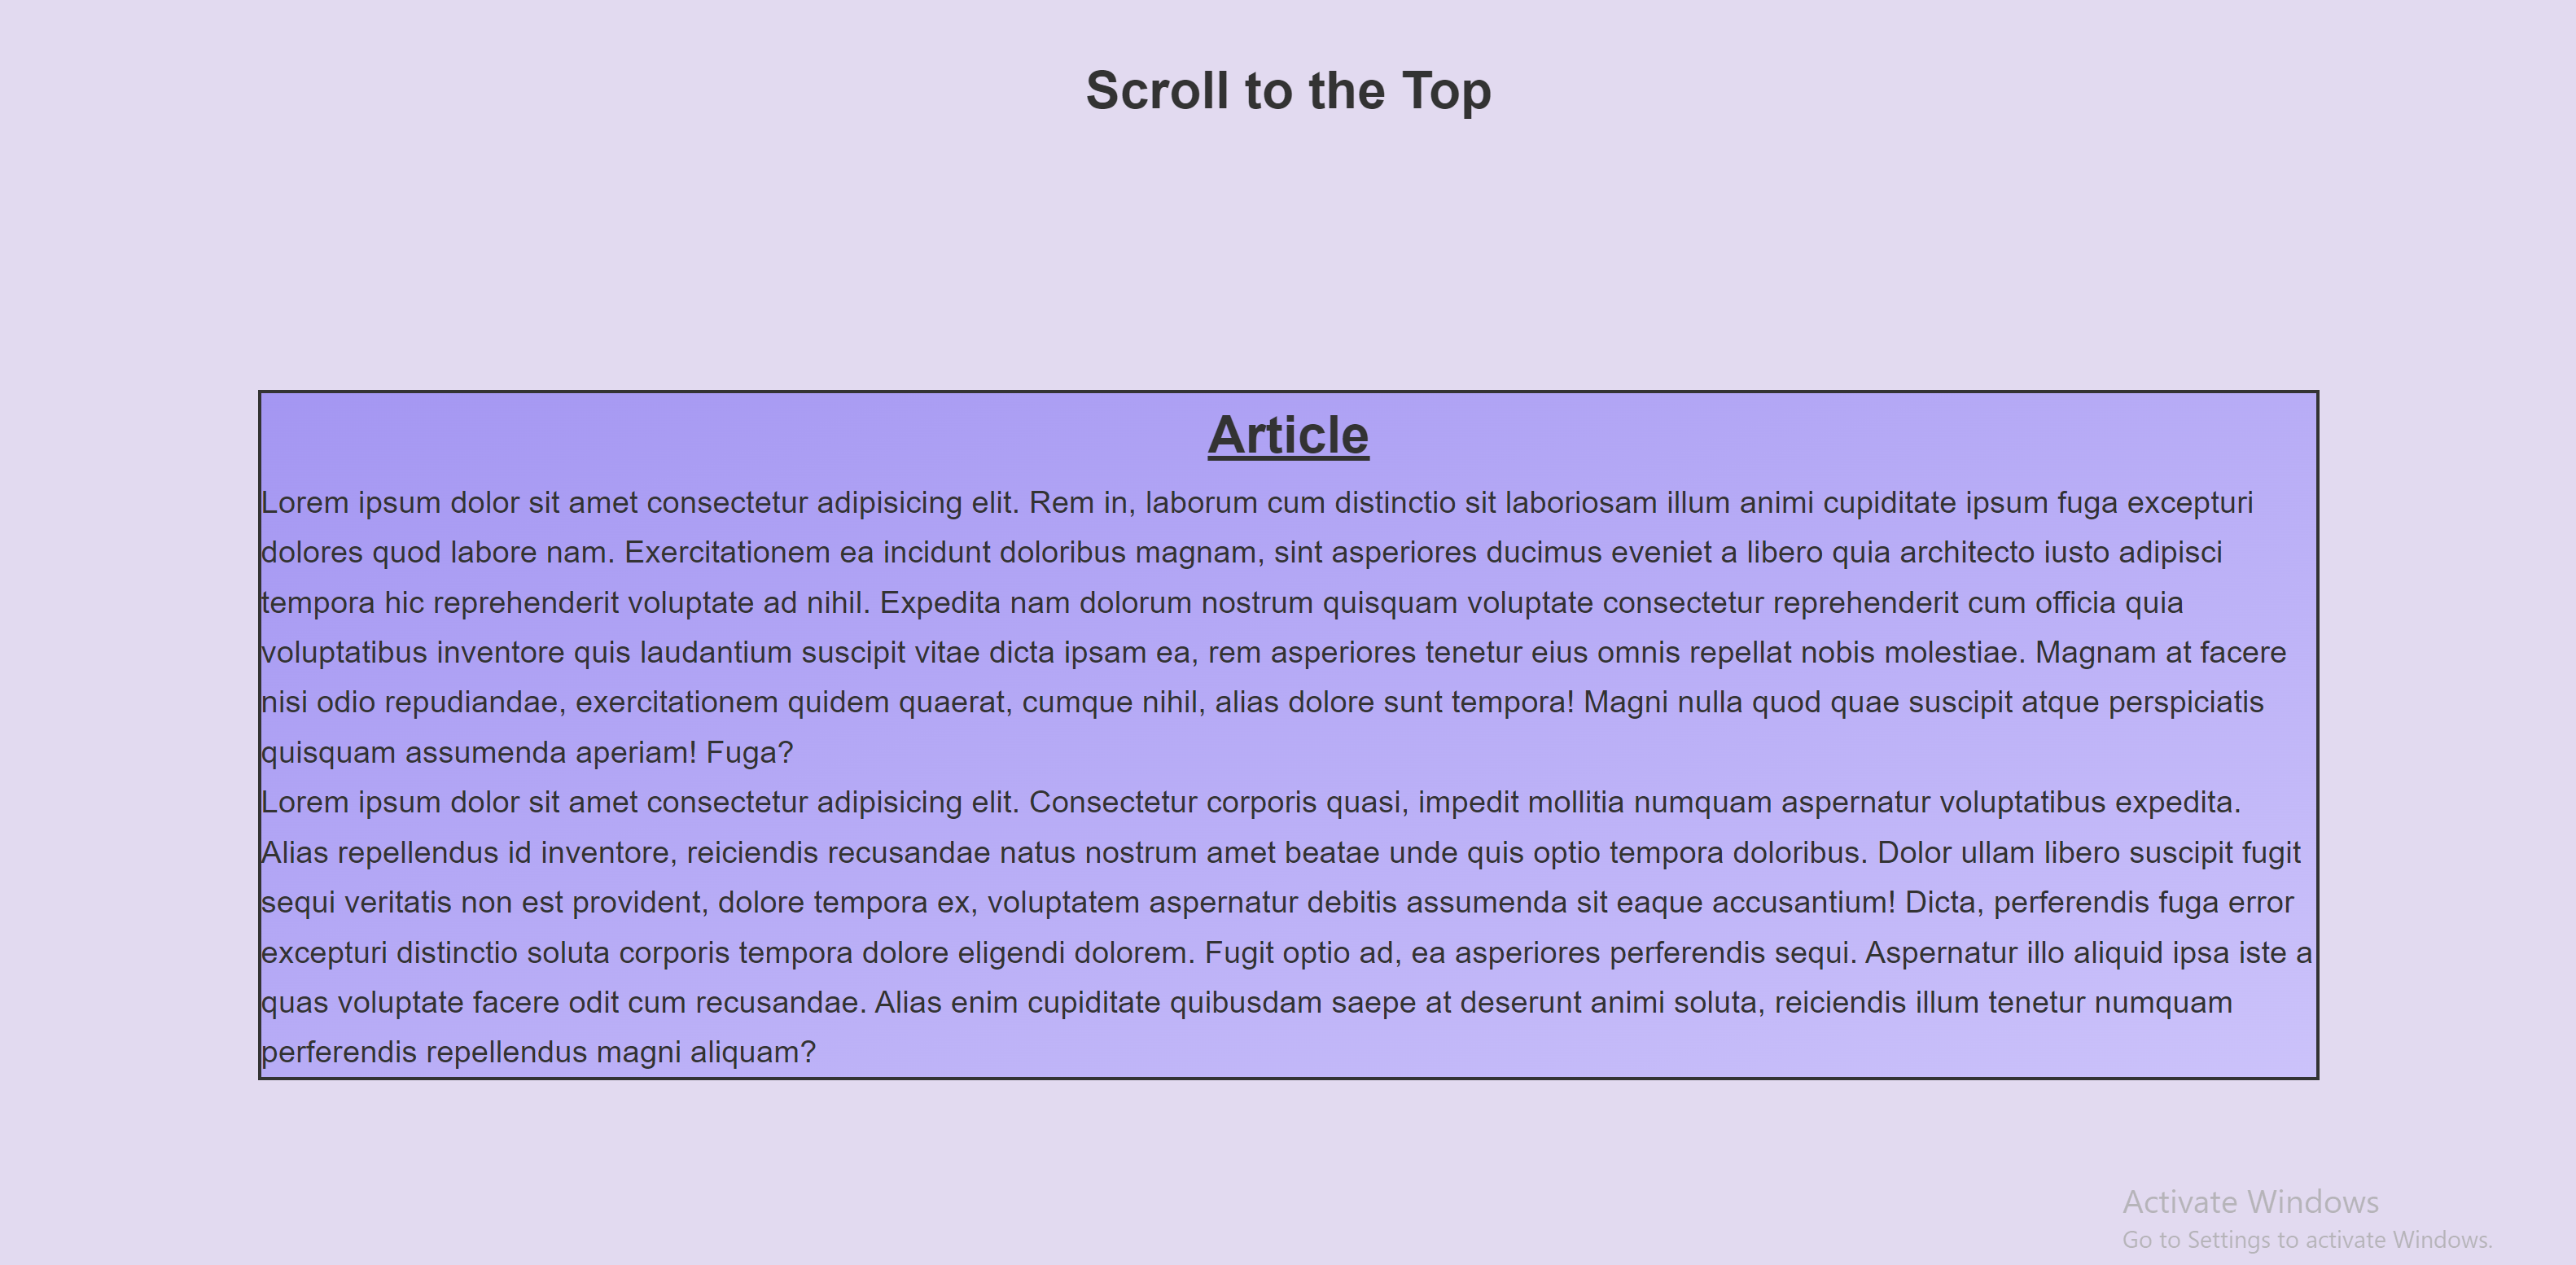 Scroll to the Top
Article
Lorem ipsum dolor sit amet consectetur adipisicing elit. Rem in, laborum cum distinctio sit laboriosam illum animi cupiditate ipsum fuga excepturi
dolores quod labore nam. Exercitationem ea incidunt doloribus magnam, sint asperiores ducimus eveniet a libero quia architecto iusto adipisci
tempora hic reprehenderit voluptate ad nihil. Expedita nam dolorum nostrum quisquam voluptate consectetur reprehenderit cum officia quia
voluptatibus inventore quis laudantium suscipit vitae dicta ipsam ea, rem asperiores tenetur eius omnis repellat nobis molestiae. Magnam at facere
nisi odio repudiandae, exercitationem quidem quaerat, cumque nihil, alias dolore sunt tempora! Magni nulla quod quae suscipit atque perspiciatis
quisquam assumenda aperiam! Fuga?
Lorem ipsum dolor sit amet consectetur adipisicing elit. Consectetur corporis quasi, impedit mollitia numquam aspernatur voluptatibus expedita.
Alias repellendus id inventore, reiciendis recusandae natus nostrum amet beatae unde quis optio tempora doloribus. Dolor ullam libero suscipit fugit
sequi veritatis non est provident, dolore tempora ex, voluptatem aspernatur debitis assumenda sit eaque accusantium! Dicta, perferendis fuga error
excepturi distinctio soluta corporis tempora dolore eligendi dolorem. Fugit optio ad, ea asperiores perferendis sequi. Aspernatur illo aliquid ipsa iste a
quas voluptate facere odit cum recusandae. Alias enim cupiditate quibusdam saepe at deserunt animi soluta, reiciendis illum tenetur numquam
perferendis repellendus magni aliquam?
Activate Windows
Go to Settings to activate Windows.